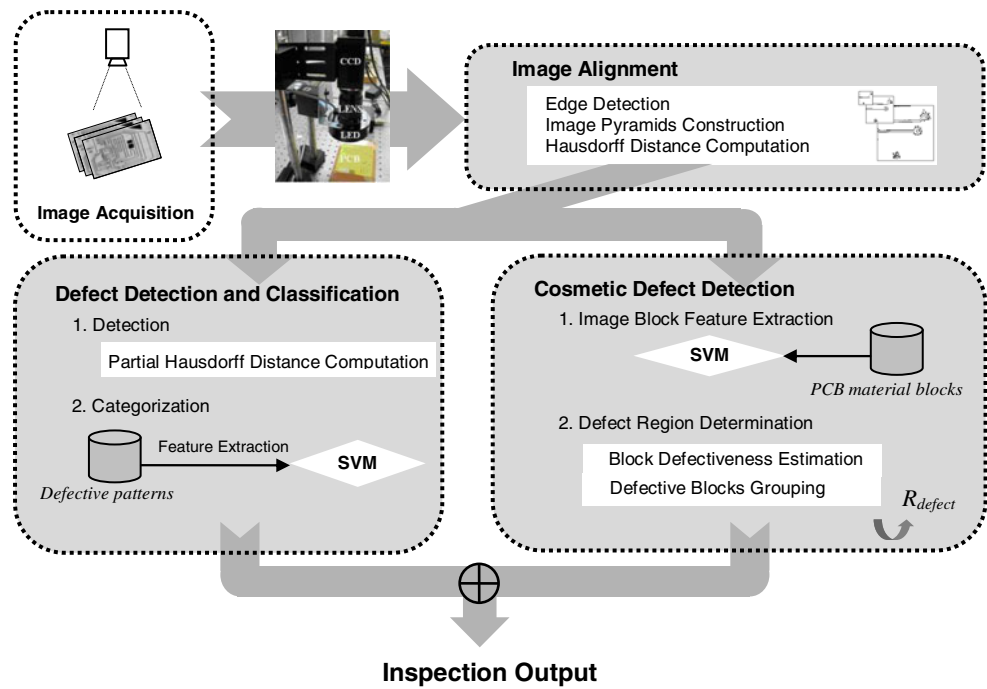 Image Acquisition
CCD
LENS
LED
PCB
Image Alignment
Edge Detection
Image Pyramids Construction
Hausdorff Distance Computation
Defect Detection and Classification
1. Detection
Partial Hausdorff Distance Computation
2. Categorization
Feature Extraction
SVM
Defective patterns
Cosmetic Defect Detection
1. Image Block Feature Extraction
SVM
PCB material blocks
2. Defect Region Determination
Block Defectiveness Estimation
Defective Blocks Grouping
Rdefect
Inspection Output